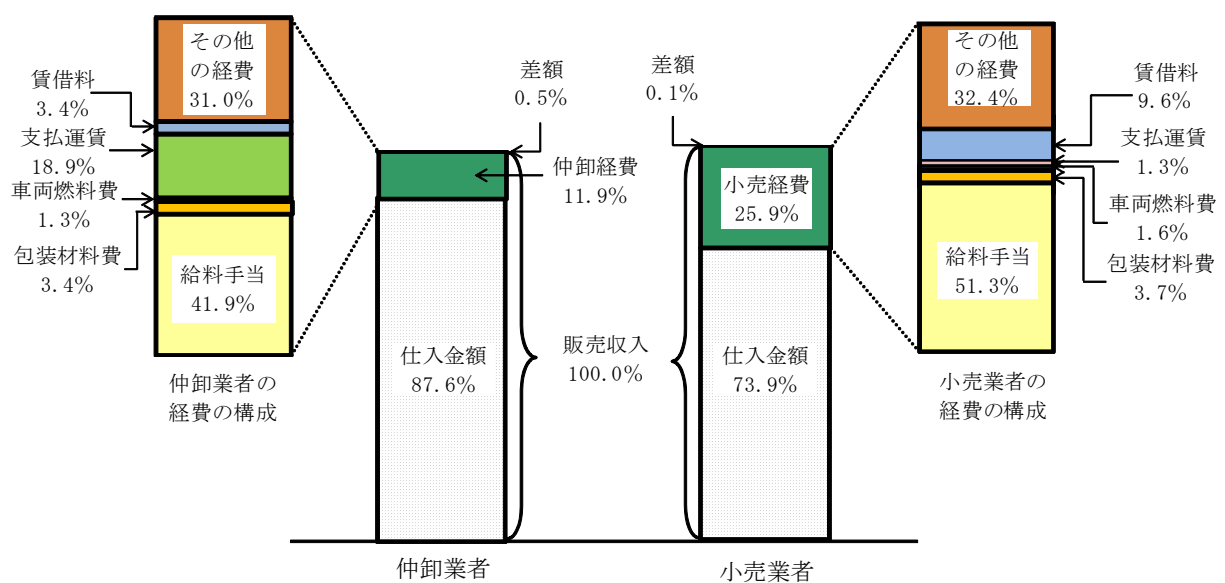 その他
の経費
31.0%
賃借料
3.4%
支払運賃
18.9%
車両燃料費
1.3%
包装材料費
3.4%
給料手当
41.9%
仲卸業者の
経費の構成
差額
0.5%
仲卸経費
11.9%
仕入金額
87.6%
仲卸業者
販売収入
100.0%
差額
0.1%
小売経費
25.9%
仕入金額
73.9%
小売業者
その他
の経費
32.4%
賃借料
9.6%
支払運賃
1.3%
車両燃料費
1.6%
包装材料費
3.7%
給料手当
51.3%
小売業者の
経費の構成